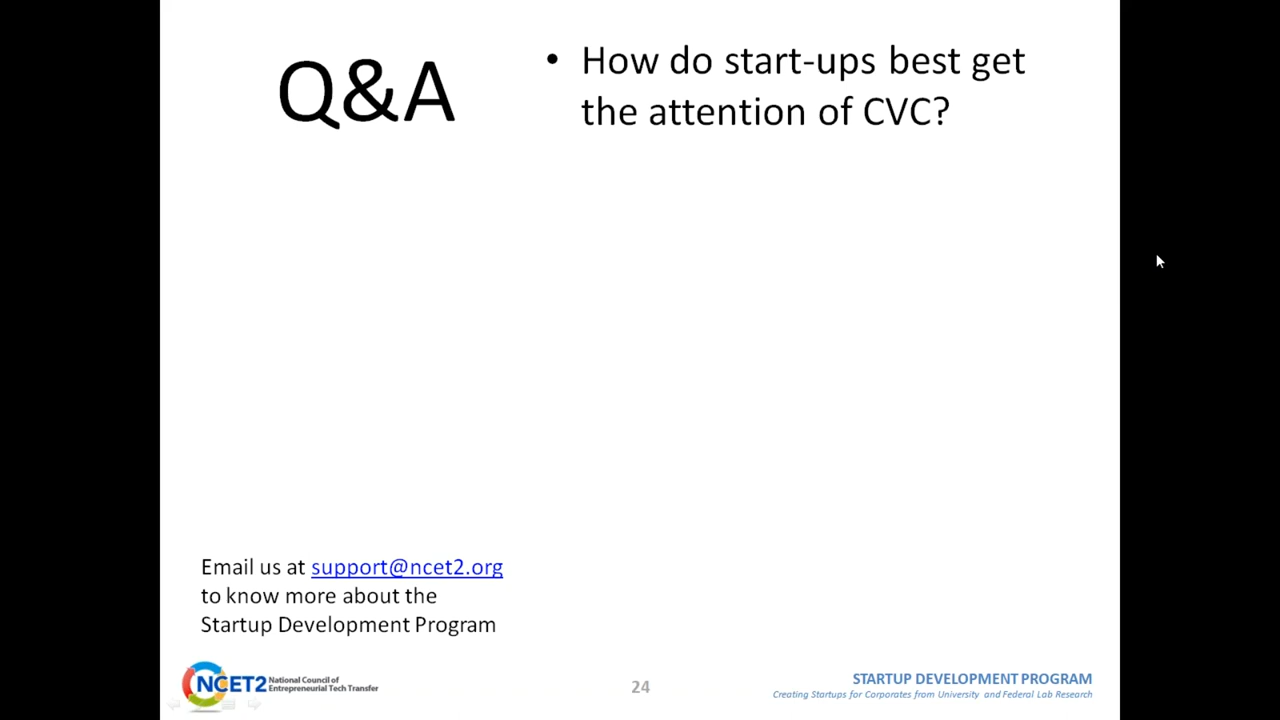 Q&A
• How do start-ups best get
the attention of CVC?
Email us at support@ncet2.org
to know more about the
Startup Development Program
NCET2 National Council of
Entrepreneurial Tech Transfer
24
STARTUP DEVELOPMENT PROGRAM
Creating Startups for Corporates from University and Federal Lab Research